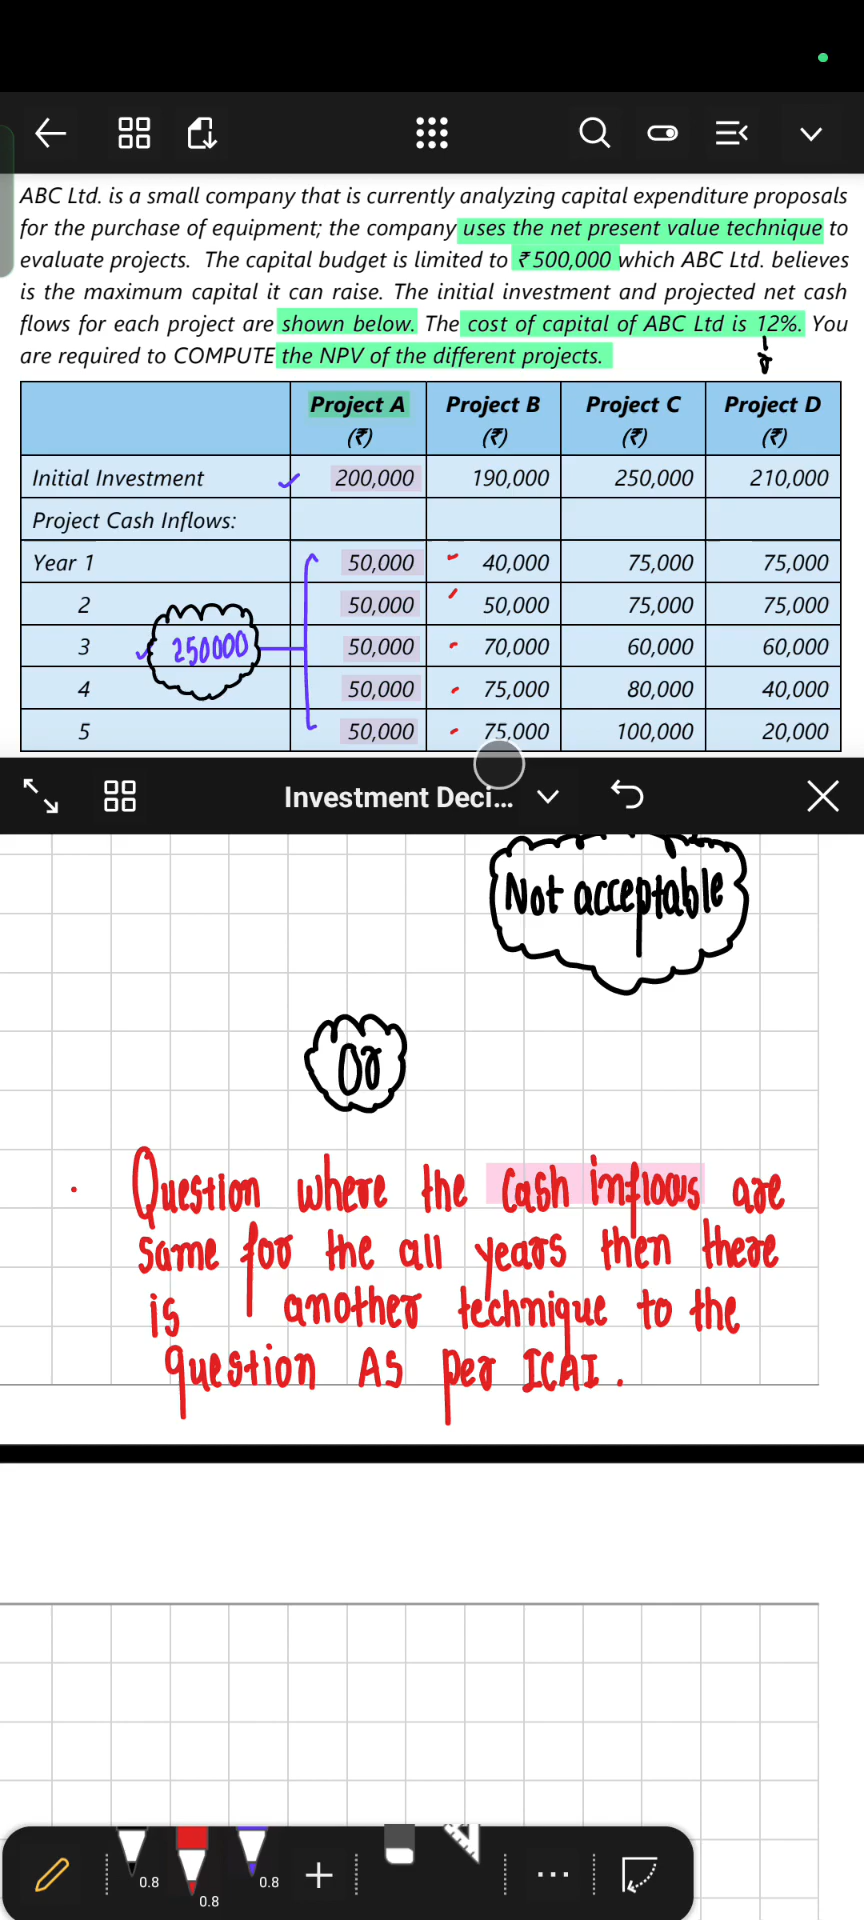 ABC Ltd. is a small company that is currently analyzing capital expenditure proposals
for the purchase of equipment; the company uses the net present value technique to
evaluate projects. The capital budget is limited to ₹500,000 which ABC Ltd. believes
is the maximum capital it can raise. The initial investment and projected net cash
flows for each project are shown below. The cost of capital of ABC Ltd is 12%. You
are required to COMPUTE the NPV of the different projects.
r
Project A Project B Project C Project D
(₹) (₹) (₹) (₹)
Initial Investment 200,000 190,000 250,000 210,000
Project Cash Inflows:
Year 1 50,000 40,000 75,000 75,000
2 50,000 50,000 75,000 75,000
3 250000 50,000 70,000 60,000 60,000
4 50,000 75,000 80,000 40,000
5 50,000 75,000 100,000 20,000
Investment Deci...
Not acceptable
Or
Question where the cash inflows are
same for the all years then there
is another technique to the
question As per ICAI.
0.8 0.8 0.8